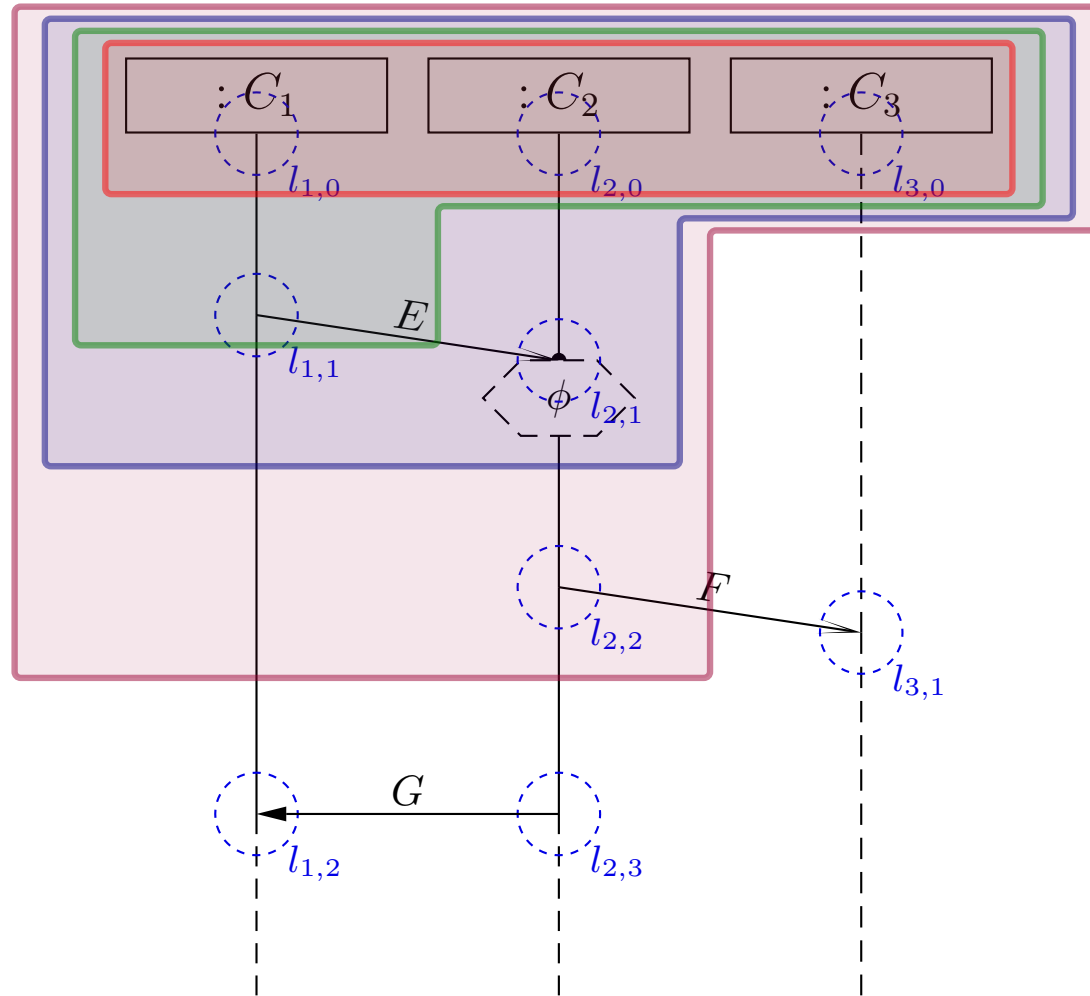 : C₁ : C₂ : C₃
l₁,₀ l₂,₀ l₃,₀
E
l₁,₁
ϕ l₂,₁
F
l₂,₂
l₃,₁
G
l₁,₂ l₂,₃